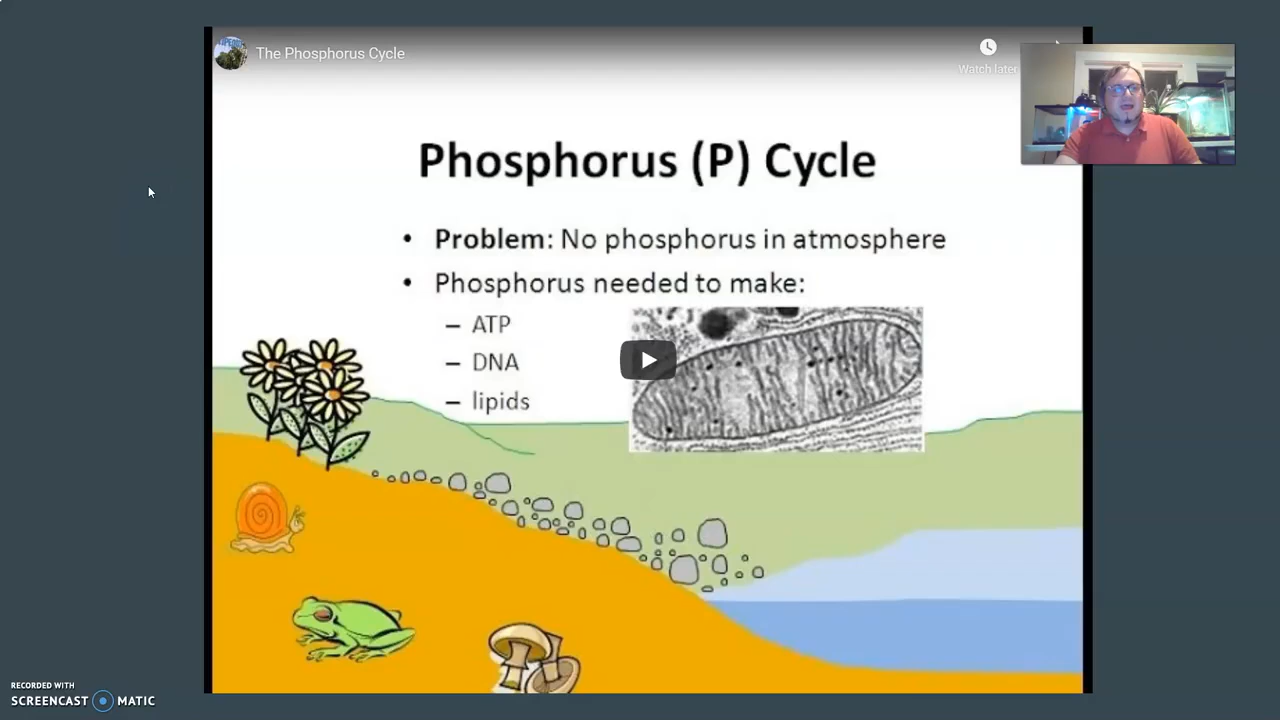 The Phosphorus Cycle
Watch later
Phosphorus (P) Cycle
• Problem: No phosphorus in atmosphere
• Phosphorus needed to make:
– ATP
– DNA
– lipids
RECORDED WITH
SCREENCAST MATIC